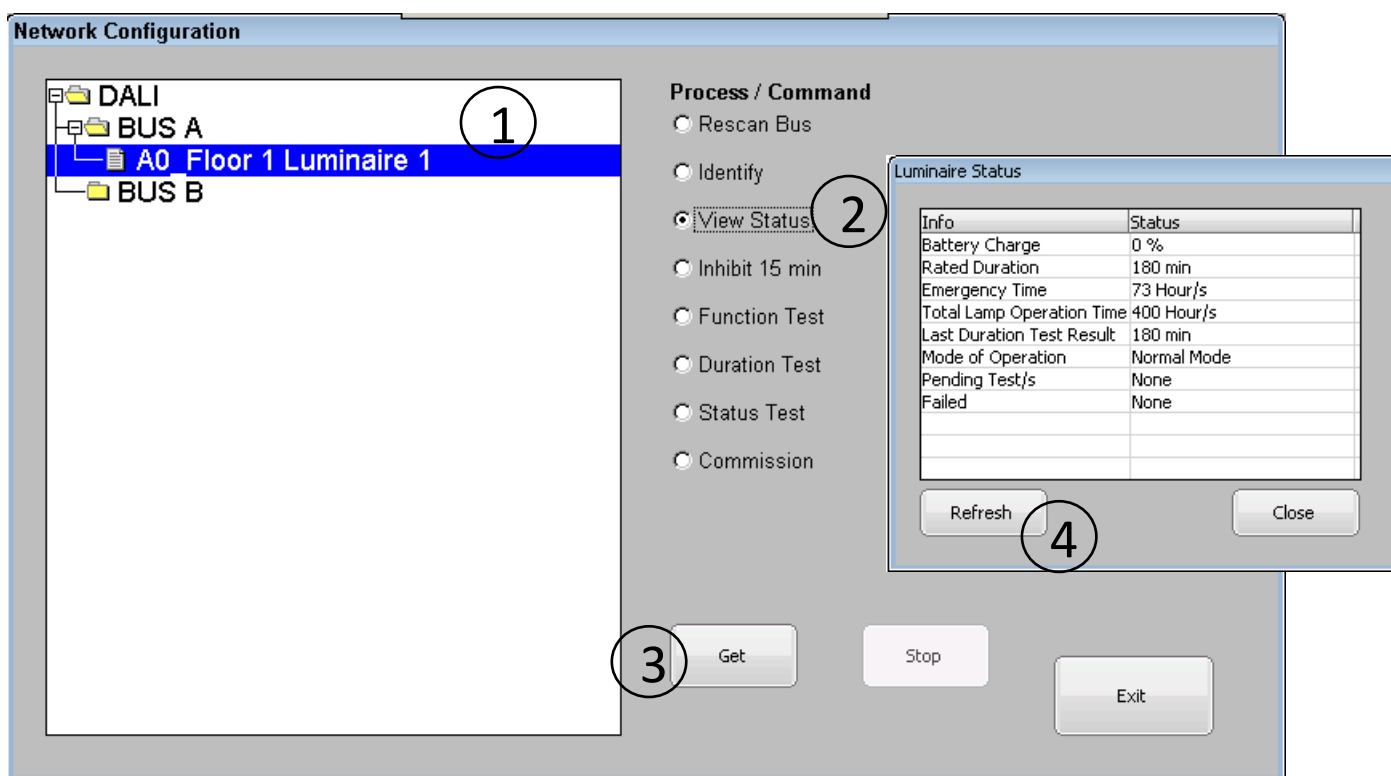 Network Configuration
DALI
BUS A
A0_Floor 1 Luminaire 1
BUS B
1
Process / Command
Rescan Bus
Identify
View Status
2
Inhibit 15 min
Function Test
Duration Test
Status Test
Commission
Luminaire Status
Info Status
Battery Charge 0 %
Rated Duration 180 min
Emergency Time 73 Hour/s
Total Lamp Operation Time 400 Hour/s
Last Duration Test Result 180 min
Mode of Operation Normal Mode
Pending Test/s None
Failed None
Refresh
4
Close
3
Get
Stop
Exit